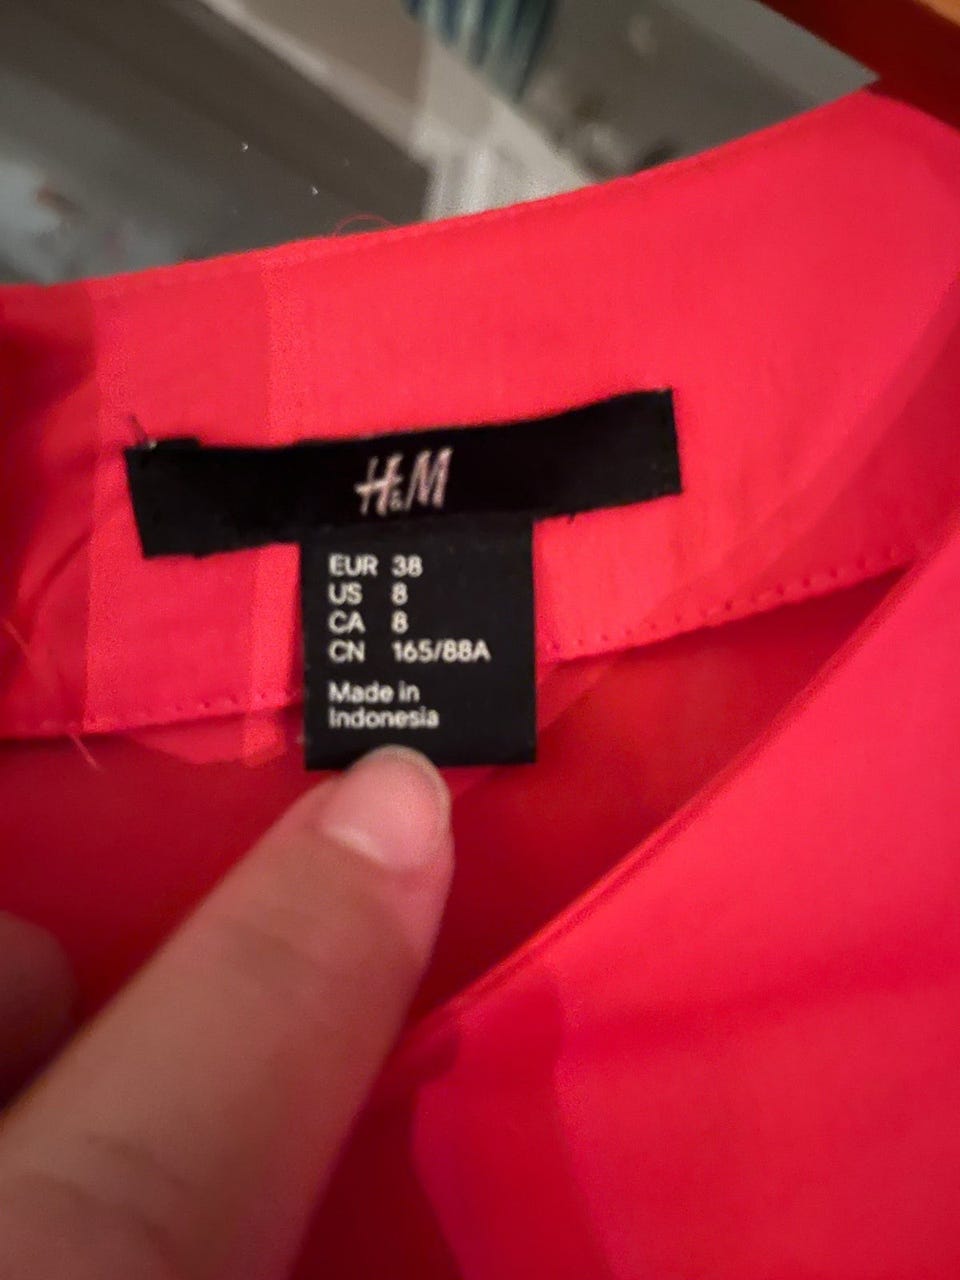 H&M
EUR 38
US 8
CA 8
CN 165/88A
Made in
Indonesia